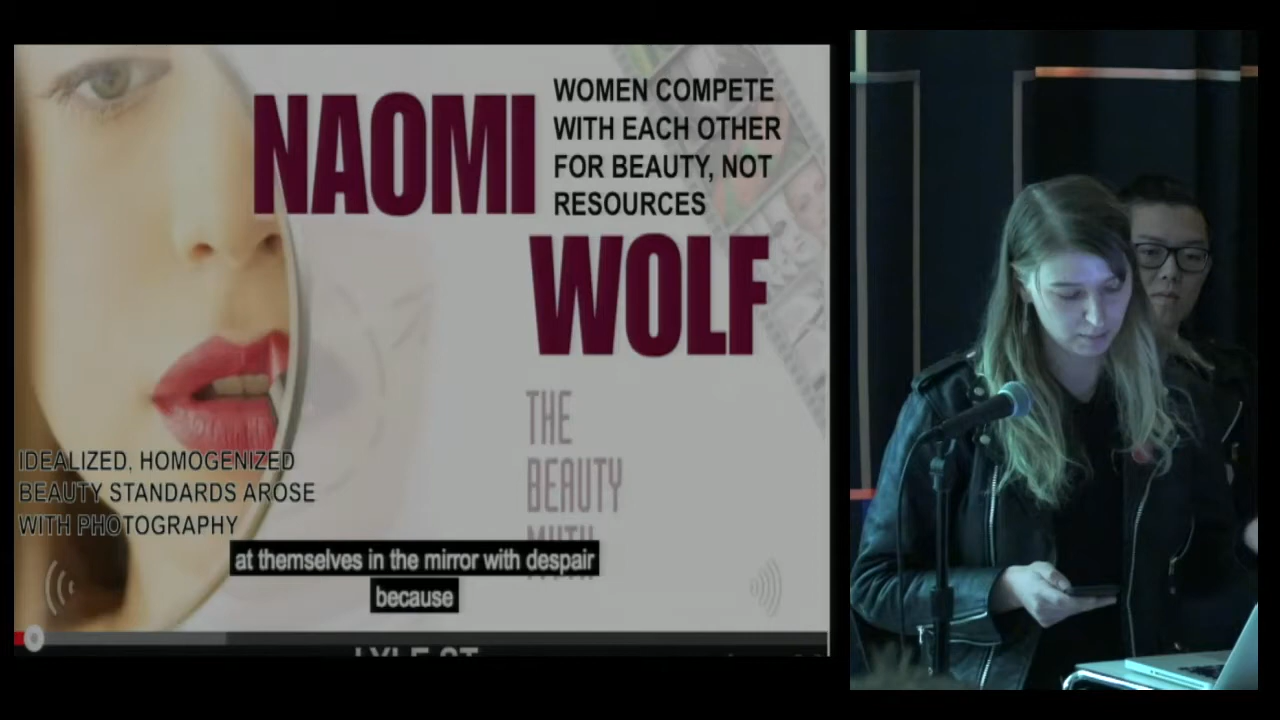 NAOMI
WOMEN COMPETE
WITH EACH OTHER
FOR BEAUTY, NOT
RESOURCES
WOLF
THE
BEAUTY
MYTH
IDEALIZED, HOMOGENIZED
BEAUTY STANDARDS AROSE
WITH PHOTOGRAPHY
at themselves in the mirror with despair
because